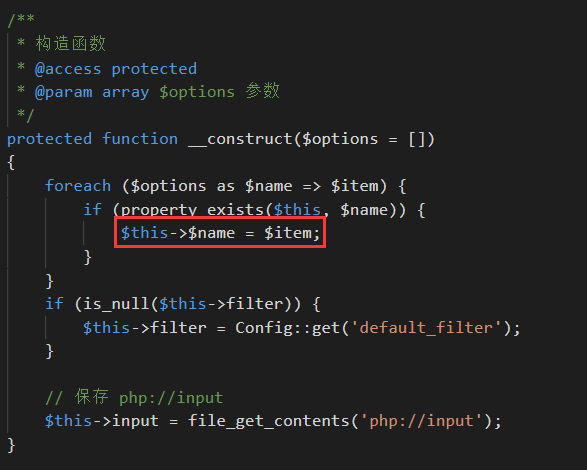 /**
 * 构造函数
 * @access protected
 * @param array $options 参数
 */
protected function __construct($options = [])
{
    foreach ($options as $name => $item) {
        if (property_exists($this, $name)) {
            $this->$name = $item;
        }
    }
    if (is_null($this->filter)) {
        $this->filter = Config::get('default_filter');
    }

    // 保存 php://input
    $this->input = file_get_contents('php://input');
}